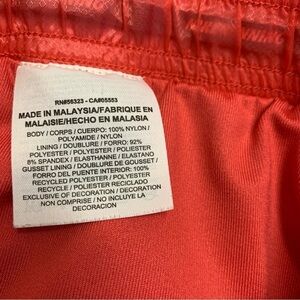 RN#56323 - CA#05553
MADE IN MALAYSIA/FABRIQUE EN
MALAISIE/HECHO EN MALASIA
BODY / CORPS / CUERPO: 100% NYLON /
POLYAMIDE / NYLON
LINING / DOUBLURE / FORRO: 92%
POLYESTER / POLYESTER / POLIESTER
8% SPANDEX / ELASTHANNE / ELASTANO
GUSSET LINING / DOUBLURE DE GOUSSET /
FORRO DEL PUENTE INTERIOR: 100%
RECYCLED POLYESTER / POLYESTER
RECYCLE / POLIESTER RECICLADO
EXCLUSIVE OF DECORATION / DECORATION
NON COMPRISE / NO INCLUYE LA
DECORACION